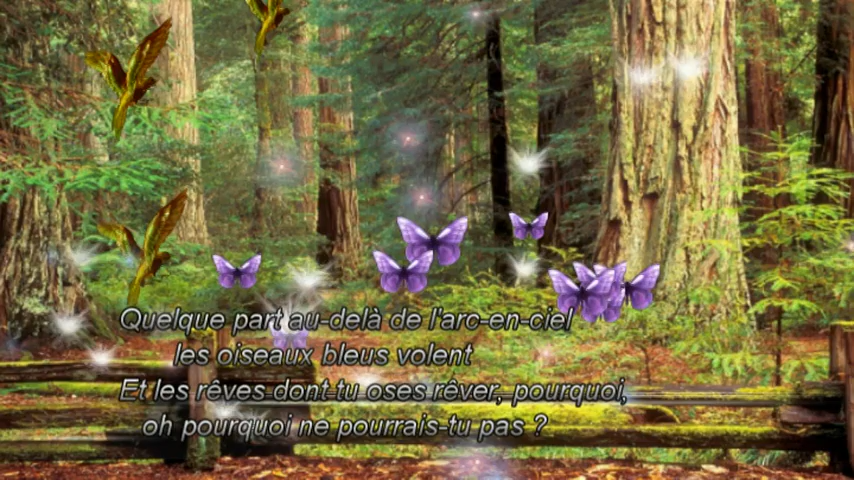 Quelque part au-delà de l'arc-en-ciel
les oiseaux bleus volent
Et les rêves dont tu oses rêver, pourquoi,
oh pourquoi ne pourrais-tu pas ?